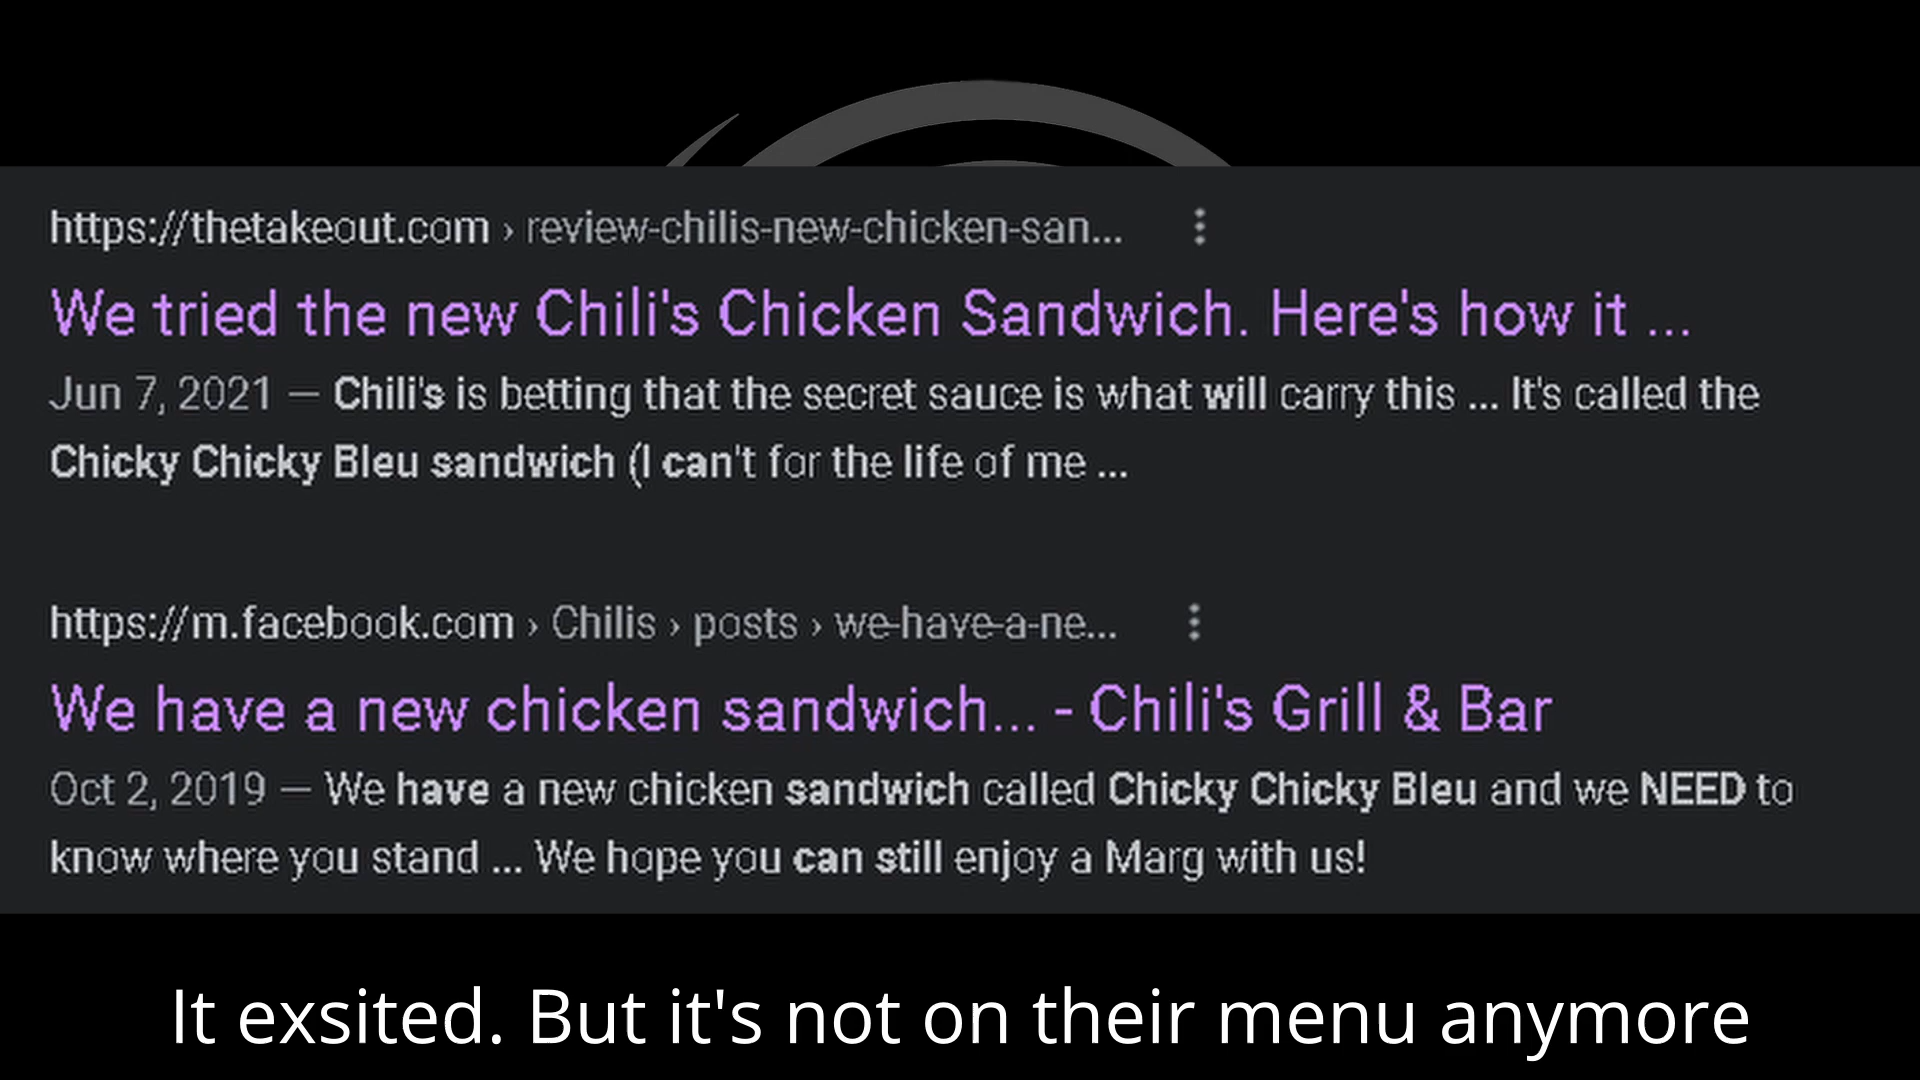 https://thetakeout.com › review-chilis-new-chicken-san...
We tried the new Chili's Chicken Sandwich. Here's how it ...
Jun 7, 2021 — Chili's is betting that the secret sauce is what will carry this ... It's called the
Chicky Chicky Bleu sandwich (I can't for the life of me ...
https://m.facebook.com › Chilis › posts › we-have-a-ne...
We have a new chicken sandwich... - Chili's Grill & Bar
Oct 2, 2019 — We have a new chicken sandwich called Chicky Chicky Bleu and we NEED to
know where you stand ... We hope you can still enjoy a Marg with us!
It exsited. But it's not on their menu anymore